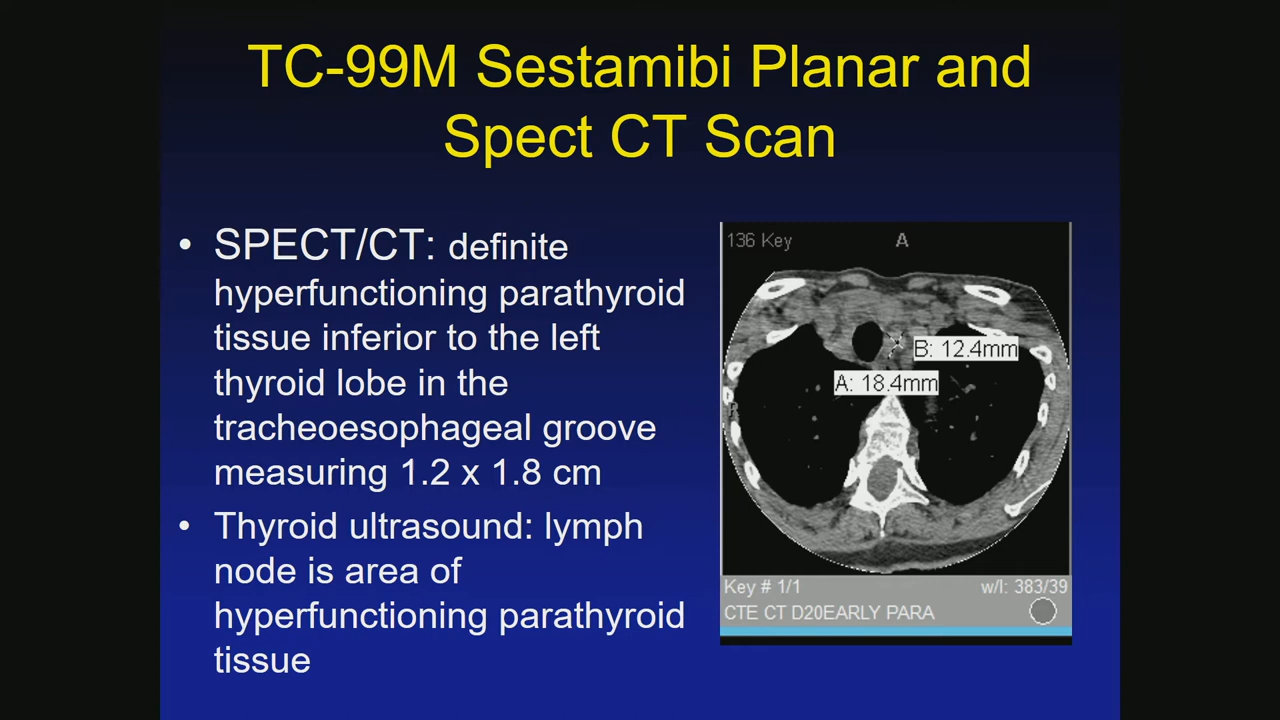 TC-99M Sestamibi Planar and
Spect CT Scan
• SPECT/CT: definite
hyperfunctioning parathyroid
tissue inferior to the left
thyroid lobe in the
tracheoesophageal groove
measuring 1.2 x 1.8 cm
• Thyroid ultrasound: lymph
node is area of
hyperfunctioning parathyroid
tissue
136 Key
A
B: 12.4mm
A: 18.4mm
R
Key # 1/1
w/l: 383/39
CTE CT D20EARLY PARA